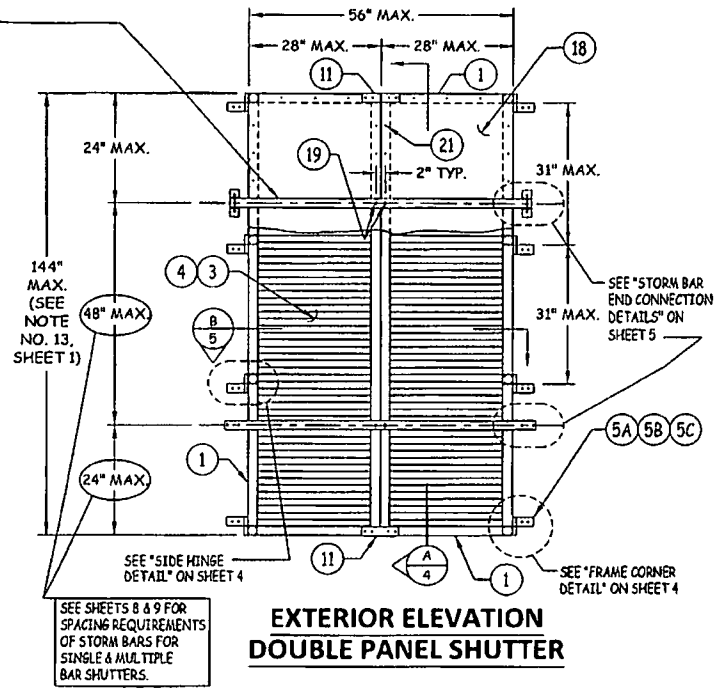 56" MAX.
28" MAX.
28" MAX.
11
1
18
24" MAX.
21
19
2" TYP.
31" MAX.
144"
MAX.
(SEE
NOTE
NO. 13,
SHEET 1)
4
3
48" MAX.
B
5
SEE "STORM BAR
END CONNECTION
DETAILS" ON
SHEET 5
31" MAX.
1
24" MAX.
5A
5B
5C
SEE "SIDE HINGE
DETAIL" ON SHEET 4
11
A
4
1
SEE "FRAME CORNER
DETAIL" ON SHEET 4
SEE SHEETS 8 & 9 FOR
SPACING REQUIREMENTS
OF STORM BARS FOR
SINGLE & MULTIPLE
BAR SHUTTERS.
EXTERIOR ELEVATION
DOUBLE PANEL SHUTTER